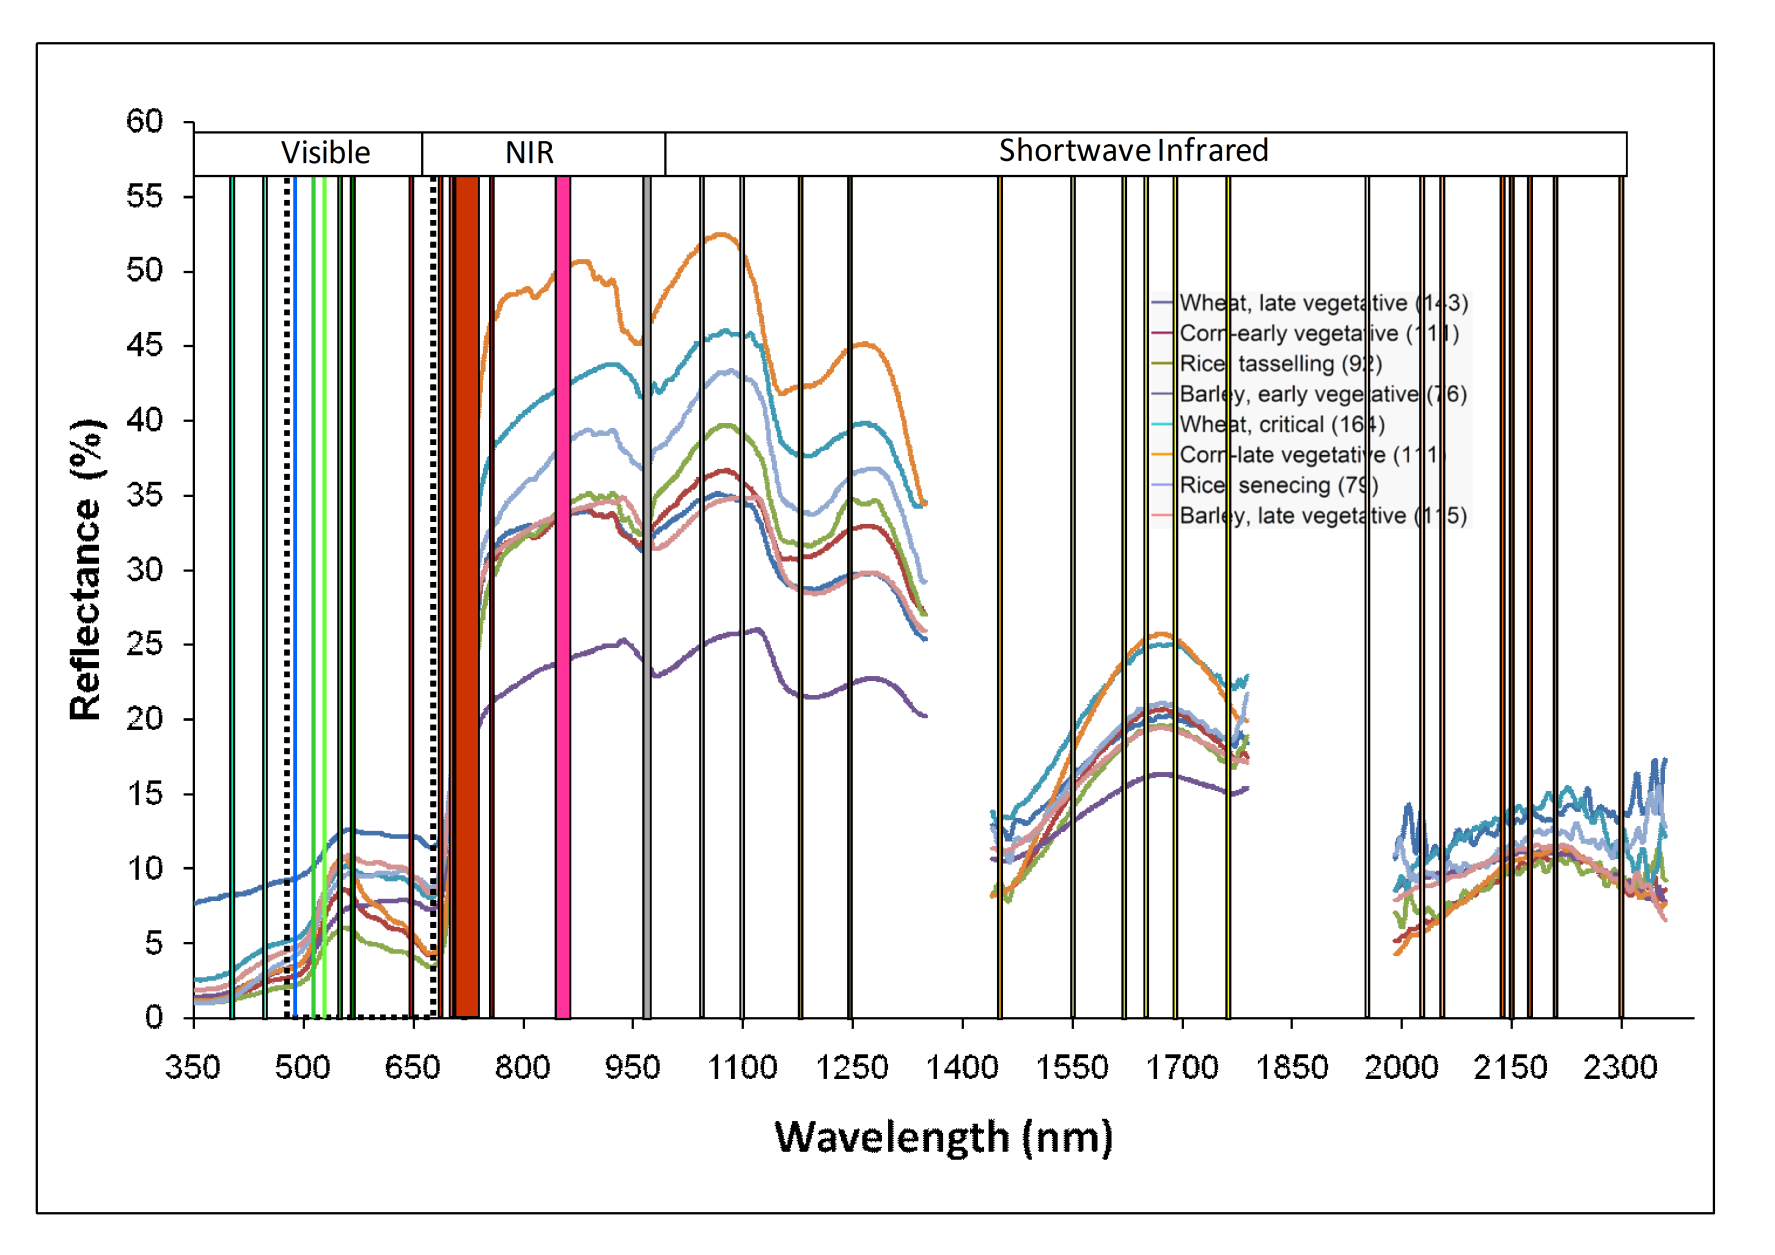 Visible NIR Shortwave Infrared
60
55
50
45
40
35
30
25
20
15
10
5
0
Reflectance (%)
Wheat, late vegetative (143)
Corn-early vegetative (111)
Rice, tasselling (92)
Barley, early vegetative (76)
Wheat, critical (164)
Corn-late vegetative (111)
Rice, senecing (79)
Barley, late vegetative (115)
350 500 650 800 950 1100 1250 1400 1550 1700 1850 2000 2150 2300
Wavelength (nm)